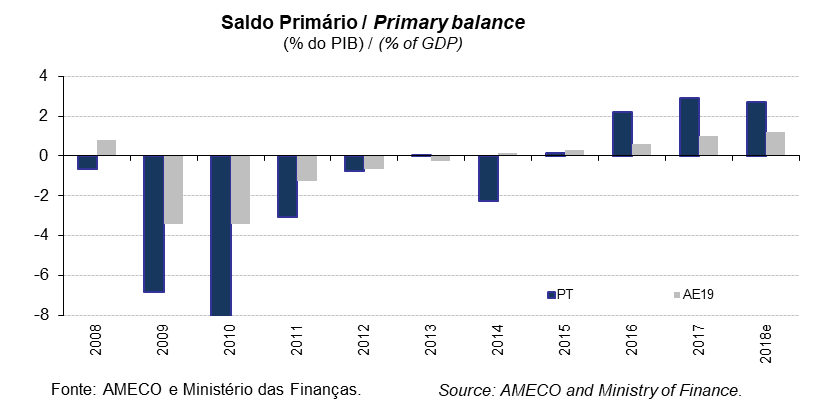 Saldo Primário / Primary balance
(% do PIB) / (% of GDP)
4
2
0
-2
-4
-6
-8
PT
AE19
2008
2009
2010
2011
2012
2013
2014
2015
2016
2017
2018e
Fonte: AMECO e Ministério das Finanças.
Source: AMECO and Ministry of Finance.